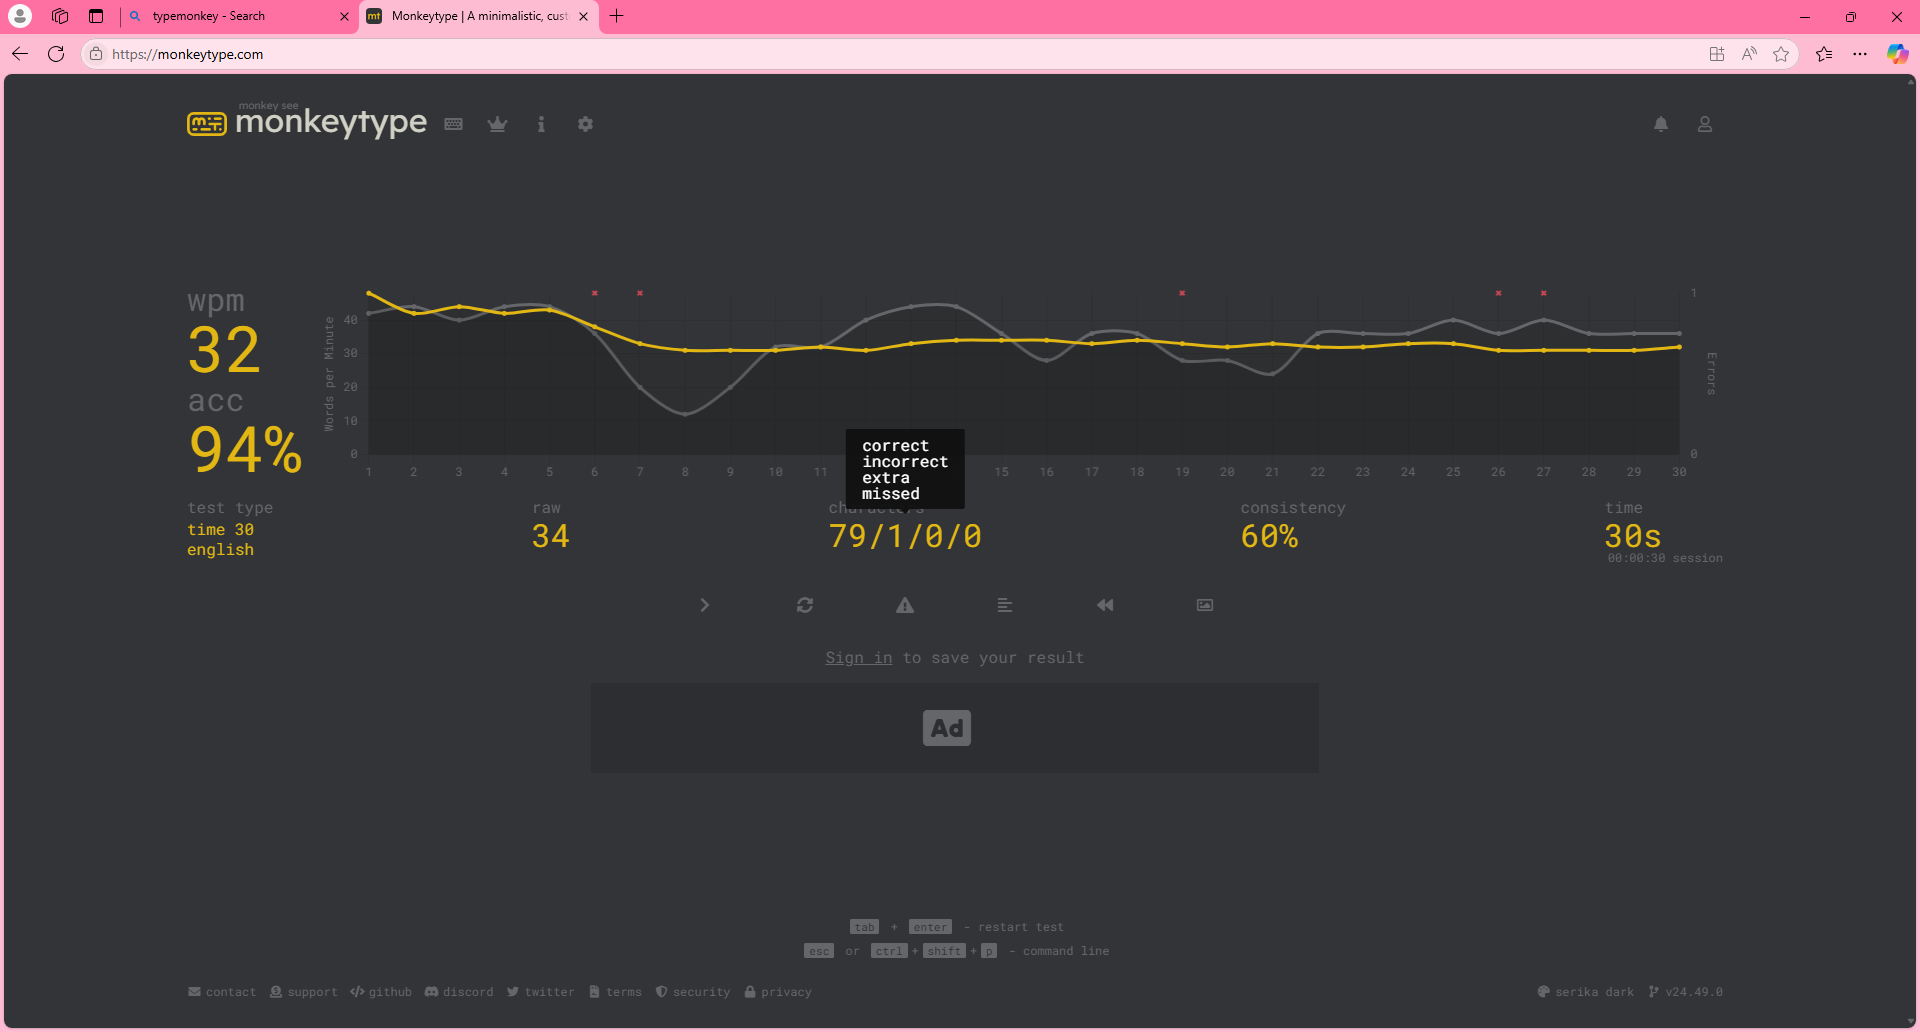 typemonkey - Search
Monkeytype | A minimalistic, cust
https://monkeytype.com
monkey see
monkeytype
wpm
32
acc
94%
Words per Minute
40
30
20
10
0
1
Errors
0
1 2 3 4 5 6 7 8 9 10 11 15 16 17 18 19 20 21 22 23 24 25 26 27 28 29 30
correct
incorrect
extra
missed
test type
time 30
english
raw
34
characters
79/1/0/0
consistency
60%
time
30s
00:00:30 session
Sign in to save your result
Ad
tab + enter - restart test
esc or ctrl + shift + p - command line
contact support github discord twitter terms security privacy
serika dark v24.49.0